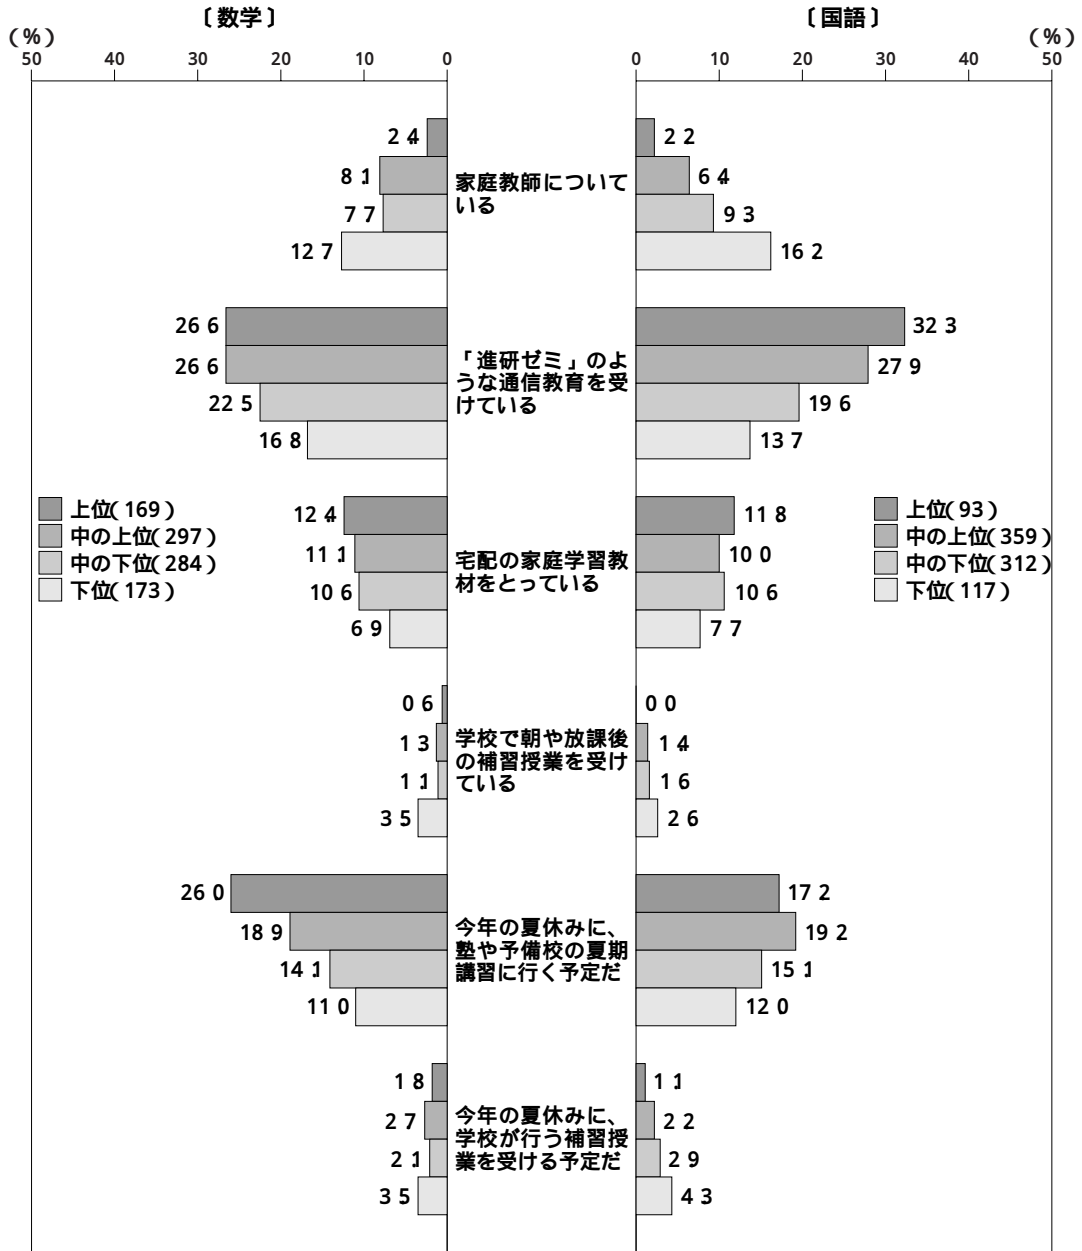 〔 数学 〕 〔 国語 〕
( % ) ( % )
50 40 30 20 10 0 0 10 20 30 40 50
2.4 2.2
8.1 6.4
家庭教師について
いる
7.7 9.3
12.7 16.2
26.6 32.3
26.6 27.9
「進研ゼミ」のよ
うな通信教育を受
けている
22.5 19.6
16.8 13.7
上位( 169 )
中の上位( 297 )
中の下位( 284 )
下位( 173 )
12.4 11.8
11.1 10.0
宅配の家庭学習教
材をとっている
10.6 10.6
6.9 7.7
上位( 93 )
中の上位( 359 )
中の下位( 312 )
下位( 117 )
0.6 0.0
1.3 1.4
学校で朝や放課後
の補習授業を受け
ている
1.1 1.6
3.5 2.6
26.0 17.2
18.9 19.2
今年の夏休みに、
塾や予備校の夏期
講習に行く予定だ
14.1 15.1
11.0 12.0
1.8 1.1
2.7 2.2
今年の夏休みに、
学校が行う補習授
業を受ける予定だ
2.1 2.9
3.5 4.3